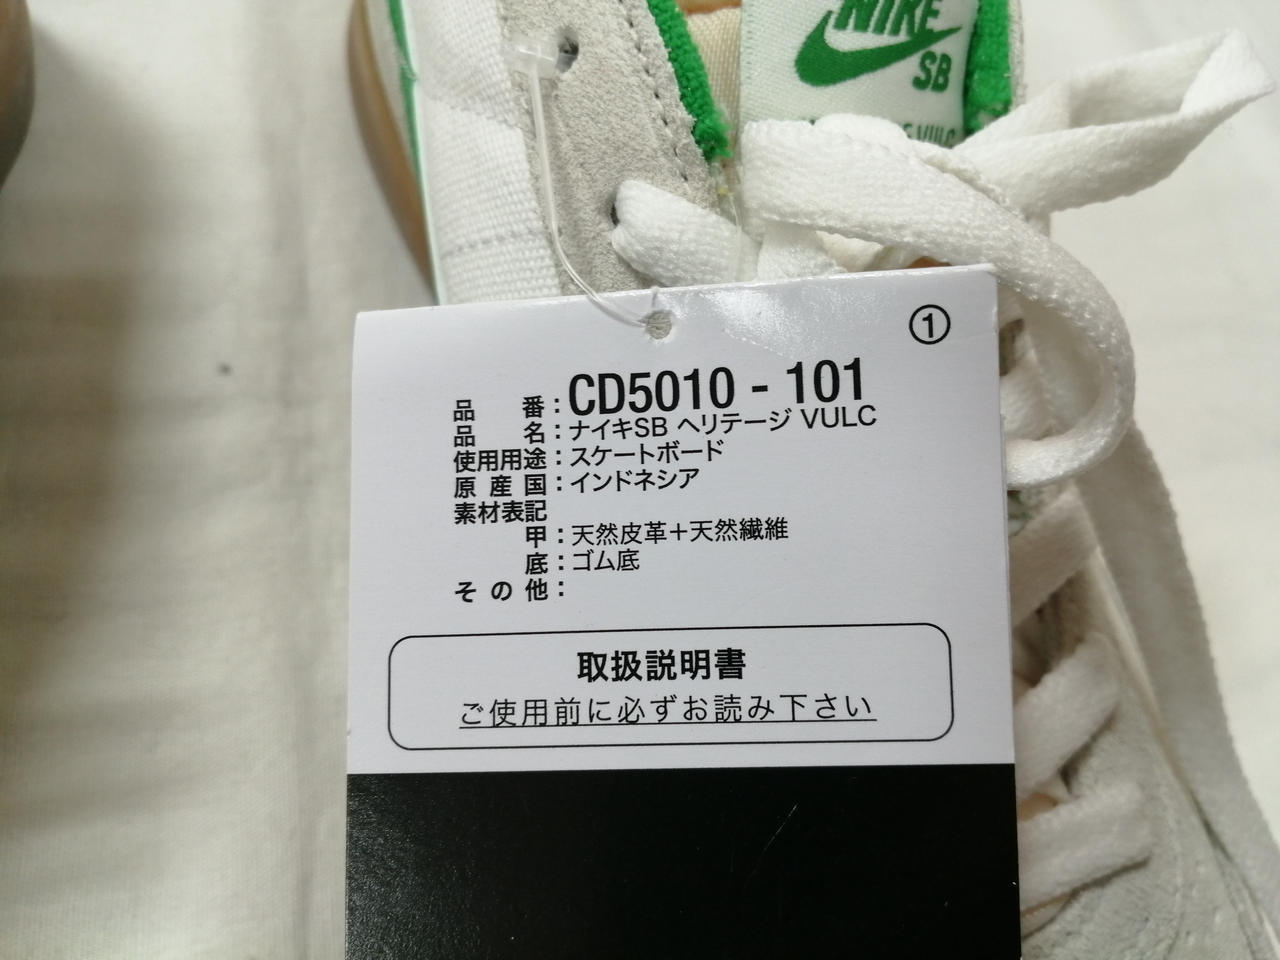 NIKE
SB
VULC
①
品番:CD5010-101
品名:ナイキSB ヘリテージ VULC
使用用途:スケートボード
原産国:インドネシア
素材表記
甲:天然皮革+天然繊維
底:ゴム底
その他:
取扱説明書
ご使用前に必ずお読み下さい